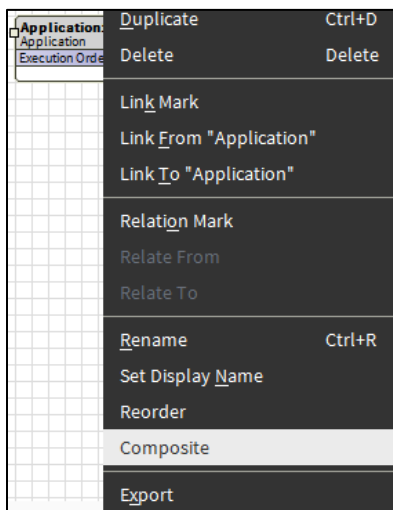 Application:
Application
Execution Orde
Duplicate Ctrl+D
Delete Delete
Link Mark
Link From "Application"
Link To "Application"
Relation Mark
Relate From
Relate To
Rename Ctrl+R
Set Display Name
Reorder
Composite
Export